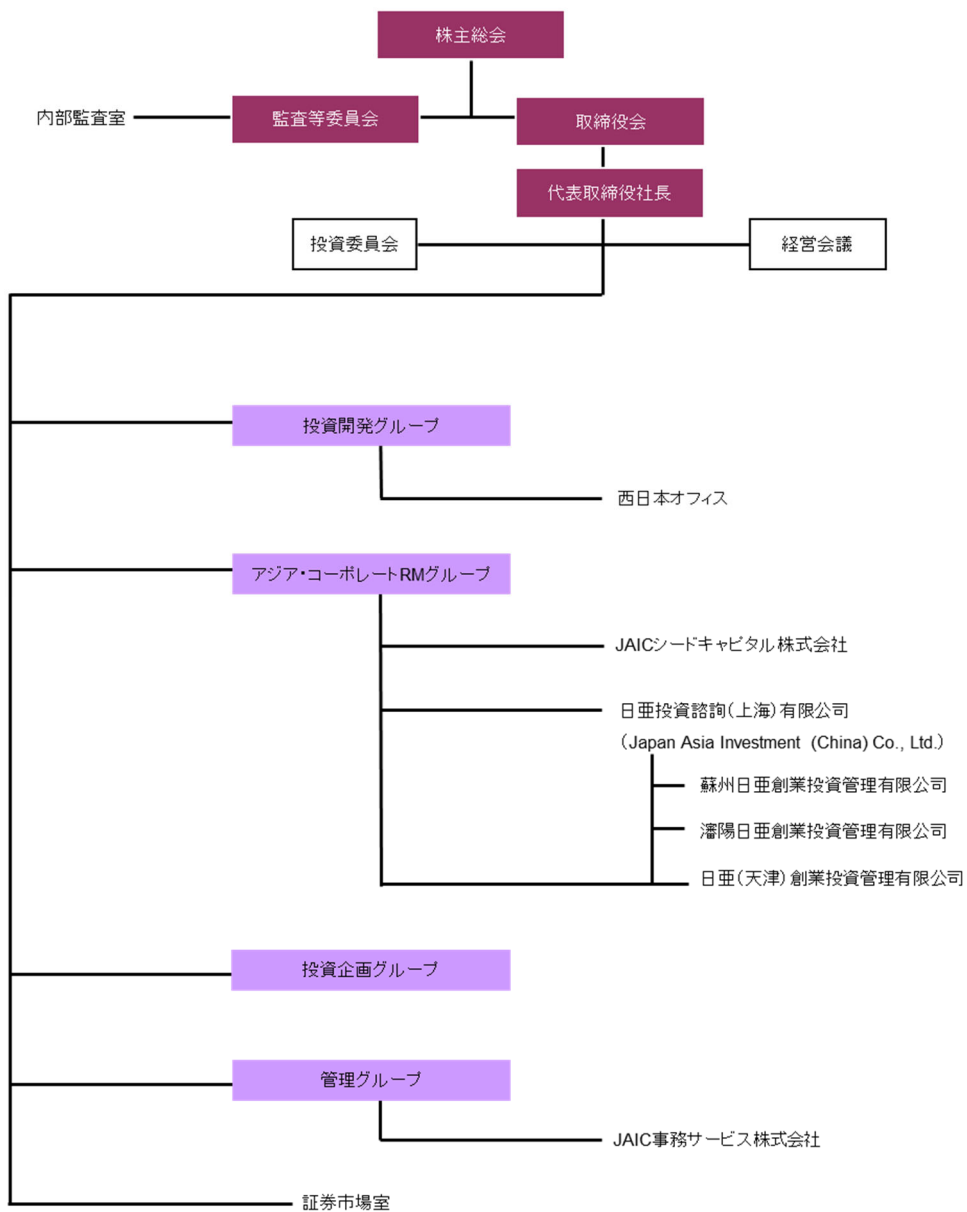 株主総会
内部監査室
監査等委員会
取締役会
代表取締役社長
投資委員会
経営会議
投資開発グループ
西日本オフィス
アジア・コーポレートRMグループ
JAICシードキャピタル株式会社
日亜投資諮詢（上海）有限公司
（Japan Asia Investment (China) Co., Ltd.）
蘇州日亜創業投資管理有限公司
瀋陽日亜創業投資管理有限公司
日亜（天津）創業投資管理有限公司
投資企画グループ
管理グループ
JAIC事務サービス株式会社
証券市場室